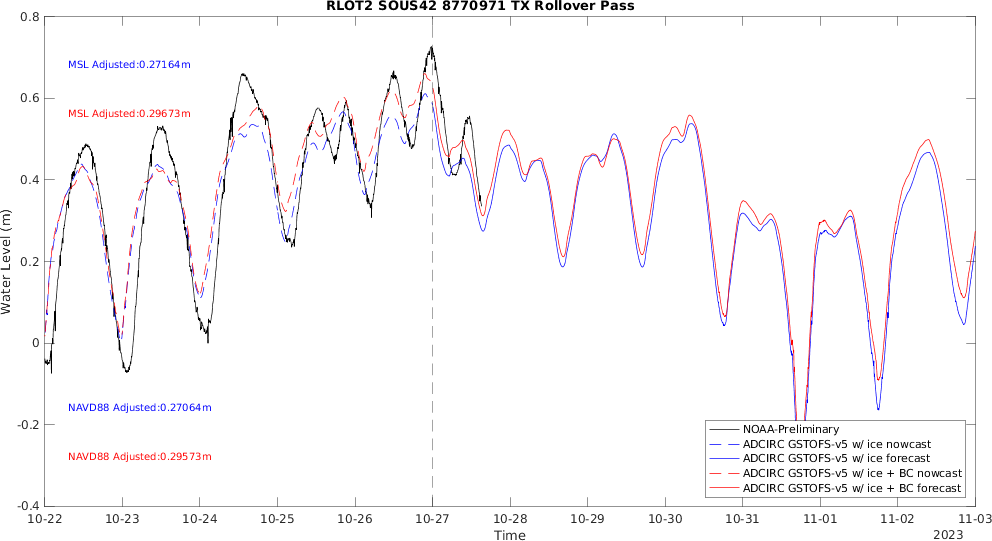 RLOT2 SOUS42 8770971 TX Rollover Pass
0.8
MSL Adjusted:0.27164m
0.6
MSL Adjusted:0.29673m
0.4
0.2
Water Level (m)
0
NAVD88 Adjusted:0.27064m
-0.2
NAVD88 Adjusted:0.29573m
-0.4
NOAA-Preliminary
ADCIRC GSTOFS-v5 w/ ice nowcast
ADCIRC GSTOFS-v5 w/ ice forecast
ADCIRC GSTOFS-v5 w/ ice + BC nowcast
ADCIRC GSTOFS-v5 w/ ice + BC forecast
10-22 10-23 10-24 10-25 10-26 10-27 10-28 10-29 10-30 10-31 11-01 11-02 11-03
Time
2023